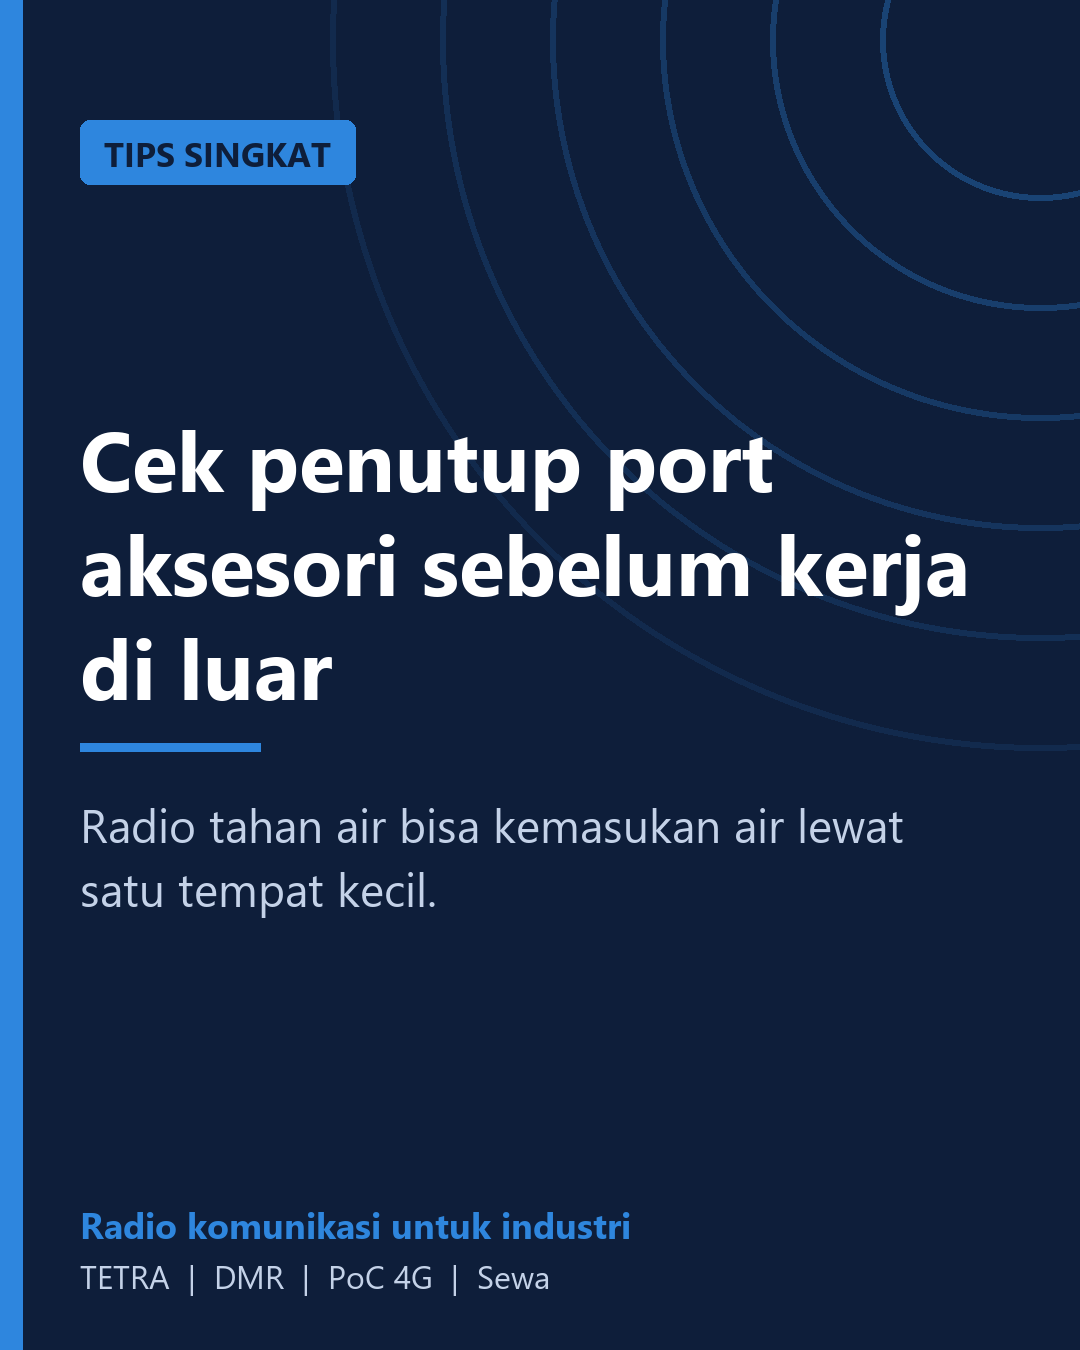 TIPS SINGKAT
Cek penutup port
aksesori sebelum kerja
di luar
Radio tahan air bisa kemasukan air lewat
satu tempat kecil.
Radio komunikasi untuk industri
TETRA | DMR | PoC 4G | Sewa